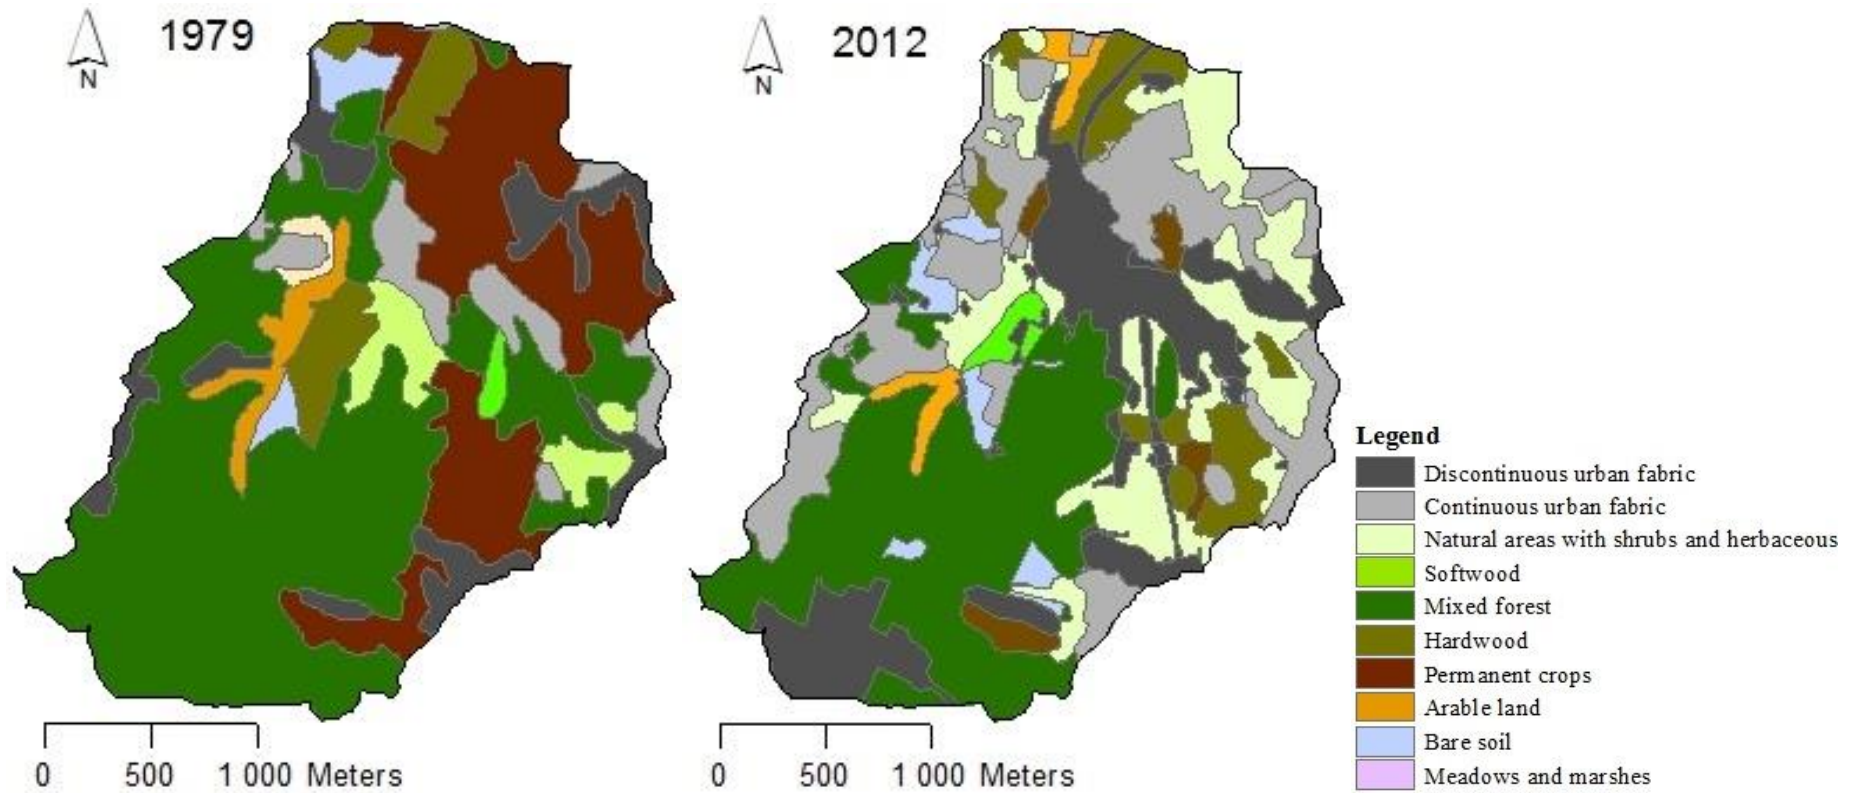 1979
N
2012
N
Legend
Discontinuous urban fabric
Continuous urban fabric
Natural areas with shrubs and herbaceous
Softwood
Mixed forest
Hardwood
Permanent crops
Arable land
Bare soil
Meadows and marshes
0 500 1 000 Meters
0 500 1 000 Meters